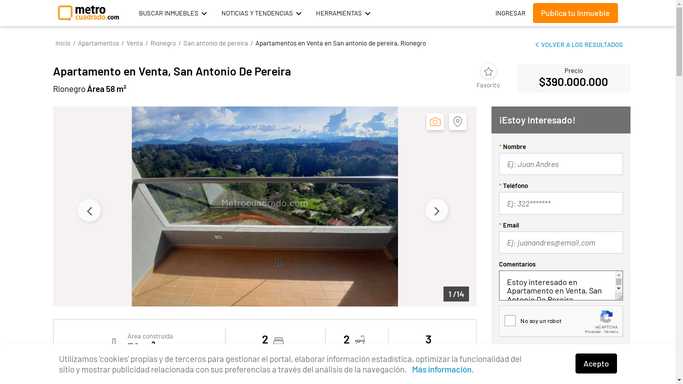 metro
cuadrado.com
BUSCAR INMUEBLES
NOTICIAS Y TENDENCIAS
HERRAMIENTAS
INGRESAR
Publica tu Inmueble
Inicio / Apartamentos / Venta / Rionegro / San antonio de pereira / Apartamentos en Venta en San antonio de pereira, Rionegro
VOLVER A LOS RESULTADOS
Apartamento en Venta, San Antonio De Pereira
Rionegro Área 58 m²
Favorito
Precio
$390.000.000
Metrocuadrado.com
1 /14
¡Estoy Interesado!
* Nombre
Ej: Juan Andres
* Teléfono
Ej: 322*******
* Email
Ej: juanandres@email.com
Comentarios
Estoy interesado en
Apartamento en Venta, San
Antonio De Pereira
No soy un robot
reCAPTCHA
Privacidad - Términos
Área construida
2
2
3
Utilizamos 'cookies' propias y de terceros para gestionar el portal, elaborar información estadística, optimizar la funcionalidad del
sitio y mostrar publicidad relacionada con sus preferencias a través del análisis de la navegación. Más información.
Acepto